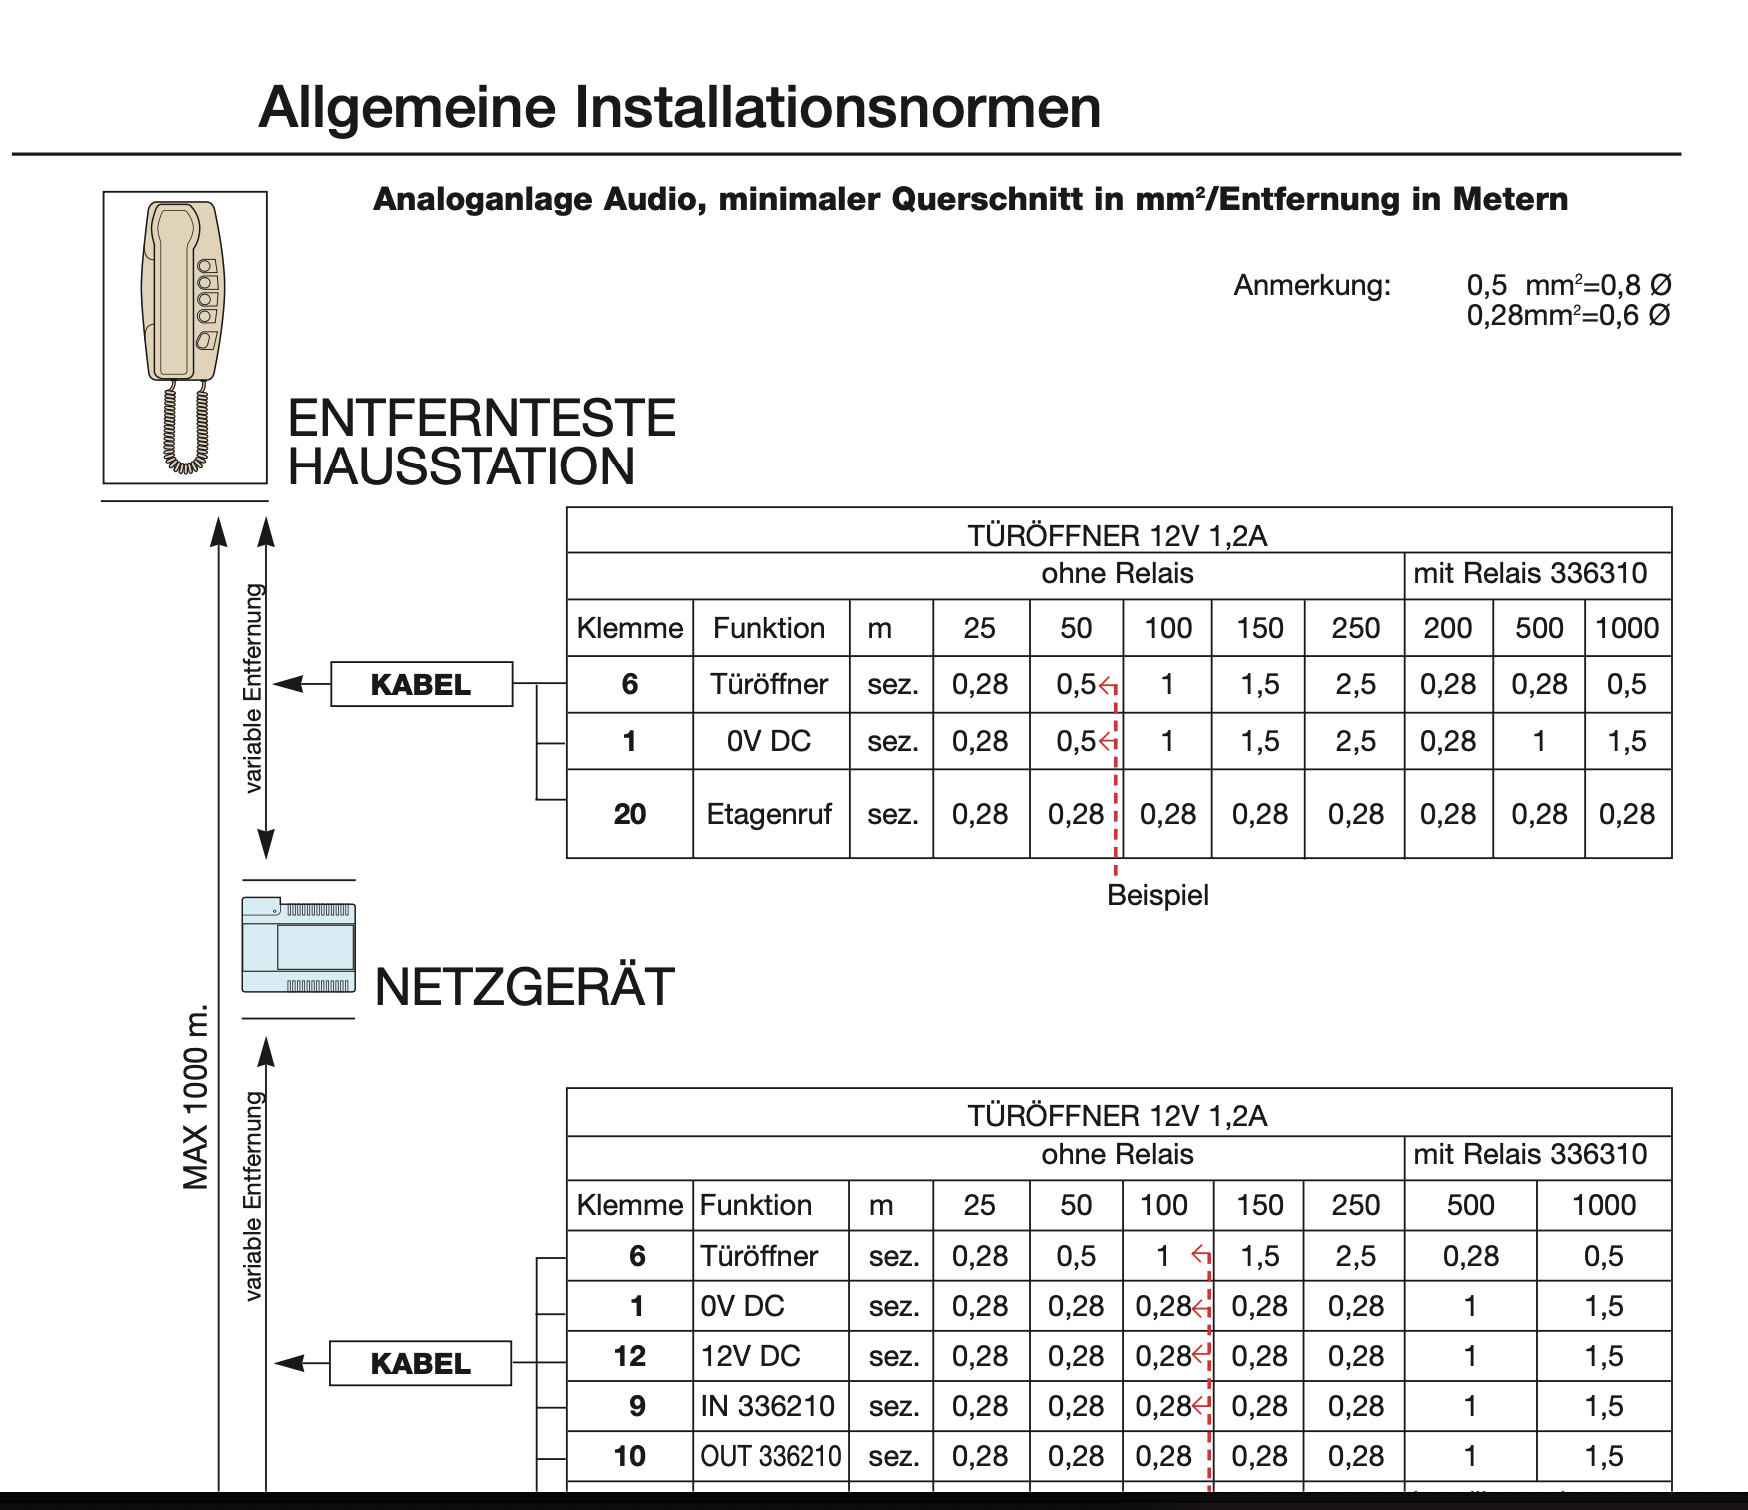 Allgemeine Installationsnormen
Analoganlage Audio, minimaler Querschnitt in mm²/Entfernung in Metern
Anmerkung: 0,5 mm²=0,8 Ø
0,28mm²=0,6 Ø
ENTFERNTESTE
HAUSSTATION
TÜRÖFFNER 12V 1,2A
ohne Relais mit Relais 336310
Klemme Funktion m 25 50 100 150 250 200 500 1000
6 Türöffner sez. 0,28 0,5 1 1,5 2,5 0,28 0,28 0,5
1 0V DC sez. 0,28 0,5 1 1,5 2,5 0,28 1 1,5
20 Etagenruf sez. 0,28 0,28 0,28 0,28 0,28 0,28 0,28 0,28
Beispiel
variable Entfernung
KABEL
NETZGERÄT
MAX 1000 m.
variable Entfernung
KABEL
TÜRÖFFNER 12V 1,2A
ohne Relais mit Relais 336310
Klemme Funktion m 25 50 100 150 250 500 1000
6 Türöffner sez. 0,28 0,5 1 1,5 2,5 0,28 0,5
1 0V DC sez. 0,28 0,28 0,28 0,28 0,28 1 1,5
12 12V DC sez. 0,28 0,28 0,28 0,28 0,28 1 1,5
9 IN 336210 sez. 0,28 0,28 0,28 0,28 0,28 1 1,5
10 OUT 336210 sez. 0,28 0,28 0,28 0,28 0,28 1 1,5